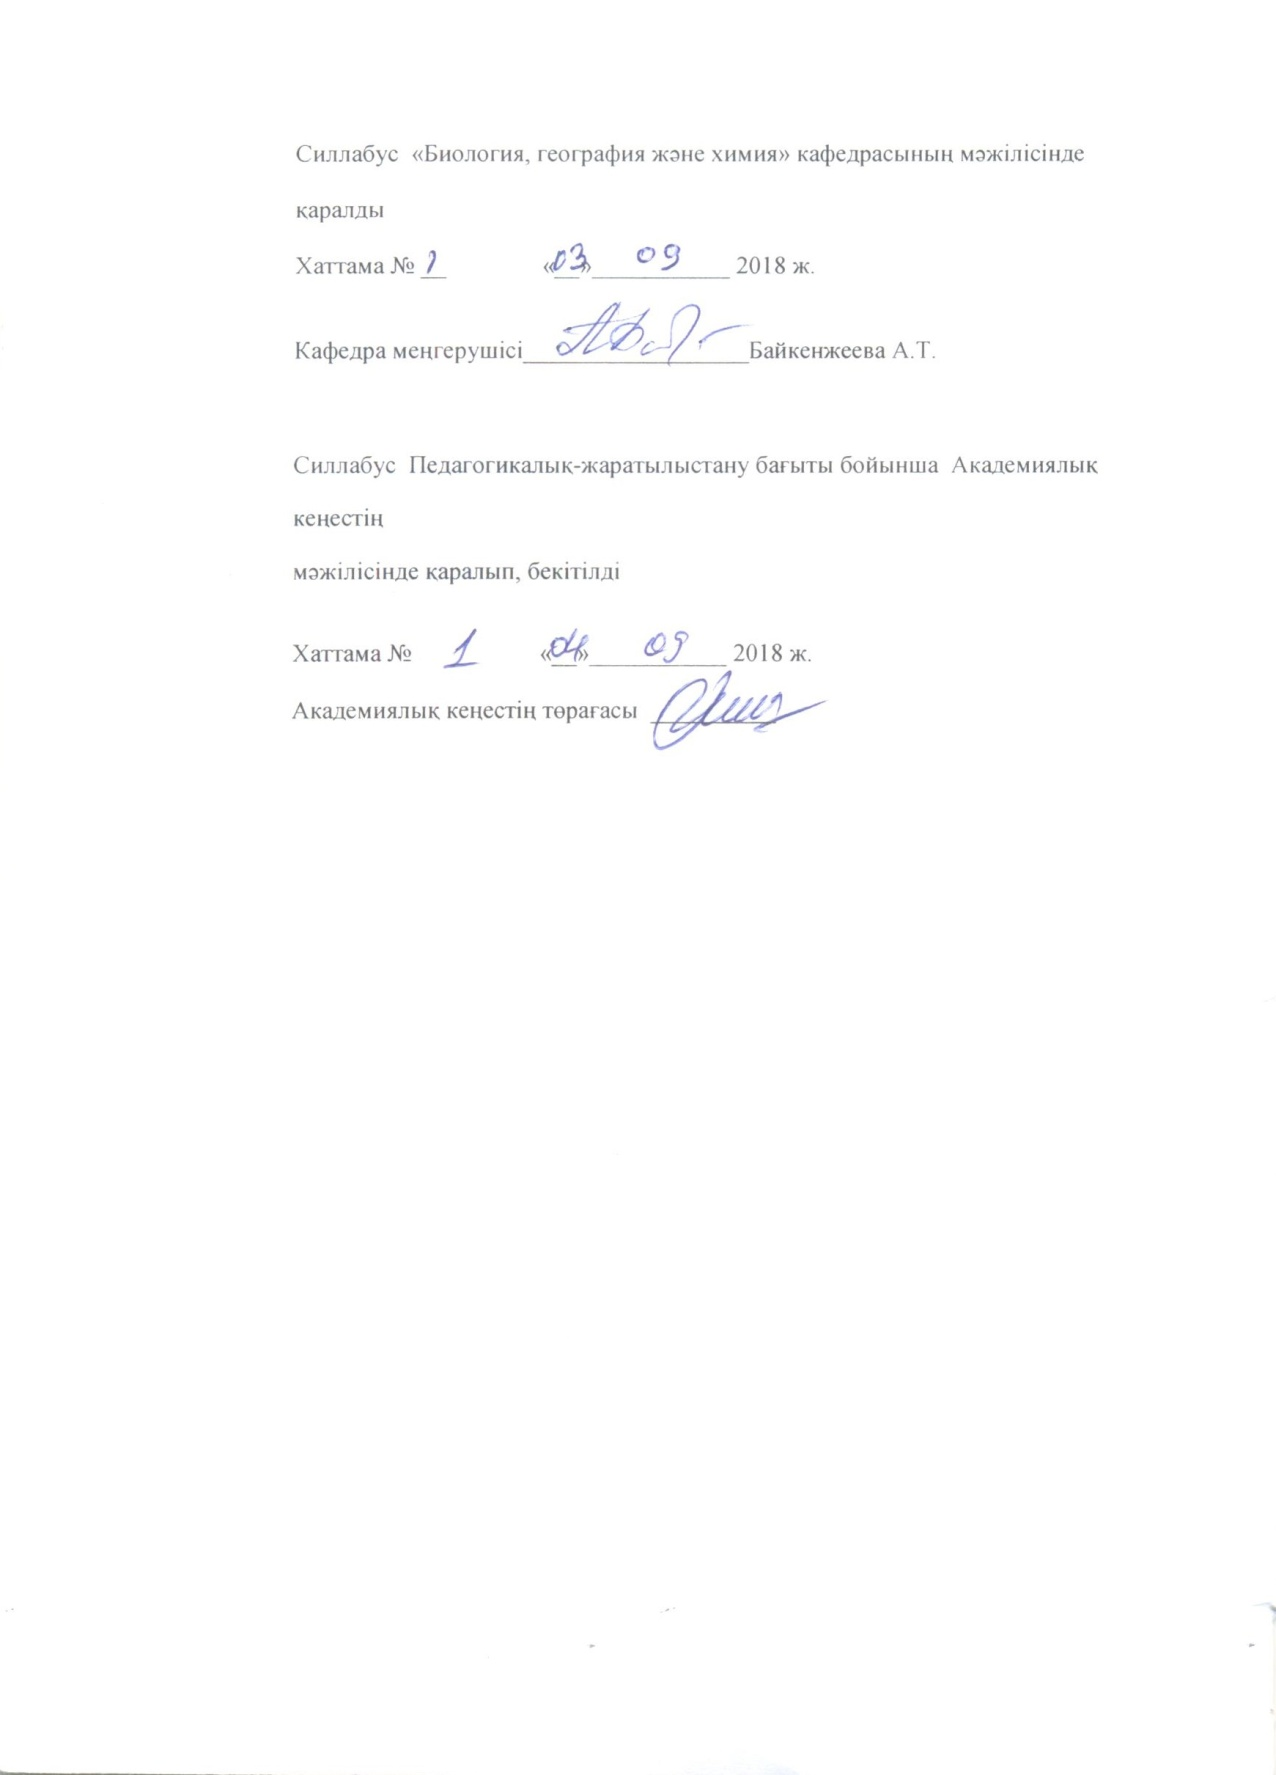 Силлабус «Биология, география және химия» кафедрасының мәжілісінде
қаралды
Хаттама № 1 «03» 09 2018 ж.
Кафедра меңгерушісі Байкенжеева А.Т.
Силлабус Педагогикалық-жаратылыстану бағыты бойынша Академиялық
кеңестің
мәжілісінде қаралып, бекітілді
Хаттама № 1 «04» 09 2018 ж.
Академиялық кеңестің төрағасы